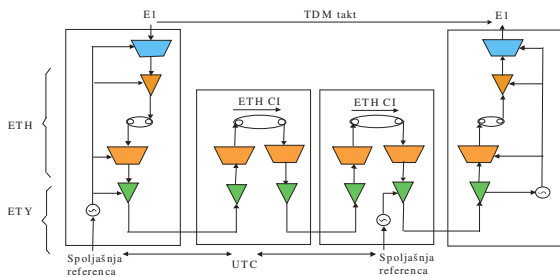 E1 TDM takt E1
ETH CI ETH CI
ETH
ETY
Spoljašnja
referenca
UTC
Spoljašnja
referenca